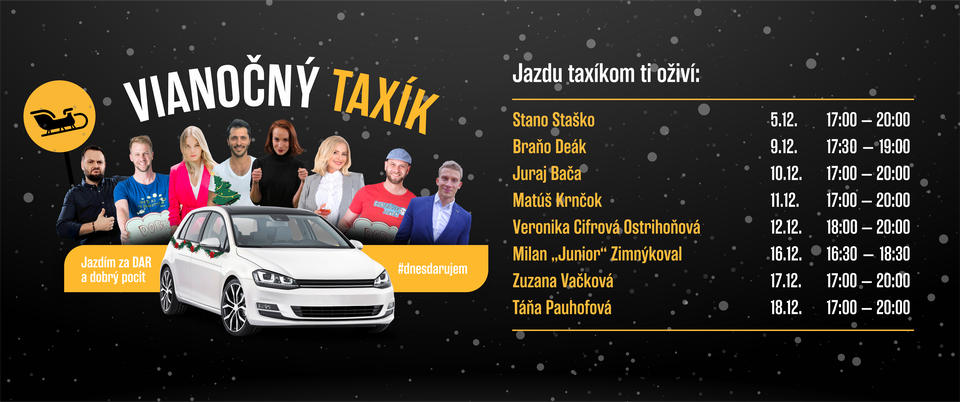 VIANOČNÝ TAXÍK
Jazdím za DAR
a dobrý pocit
#dnesdarujem
Jazdu taxíkom ti oživí:
Stano Staško 5.12. 17:00 – 20:00
Braňo Deák 9.12. 17:30 – 19:00
Juraj Bača 10.12. 17:00 – 20:00
Matúš Krnčok 11.12. 17:00 – 20:00
Veronika Cifrová Ostrihoňová 12.12. 18:00 – 20:00
Milan „Junior“ Zimnýkoval 16.12. 16:30 – 18:30
Zuzana Vačková 17.12. 17:00 – 20:00
Táňa Pauhofová 18.12. 17:00 – 20:00